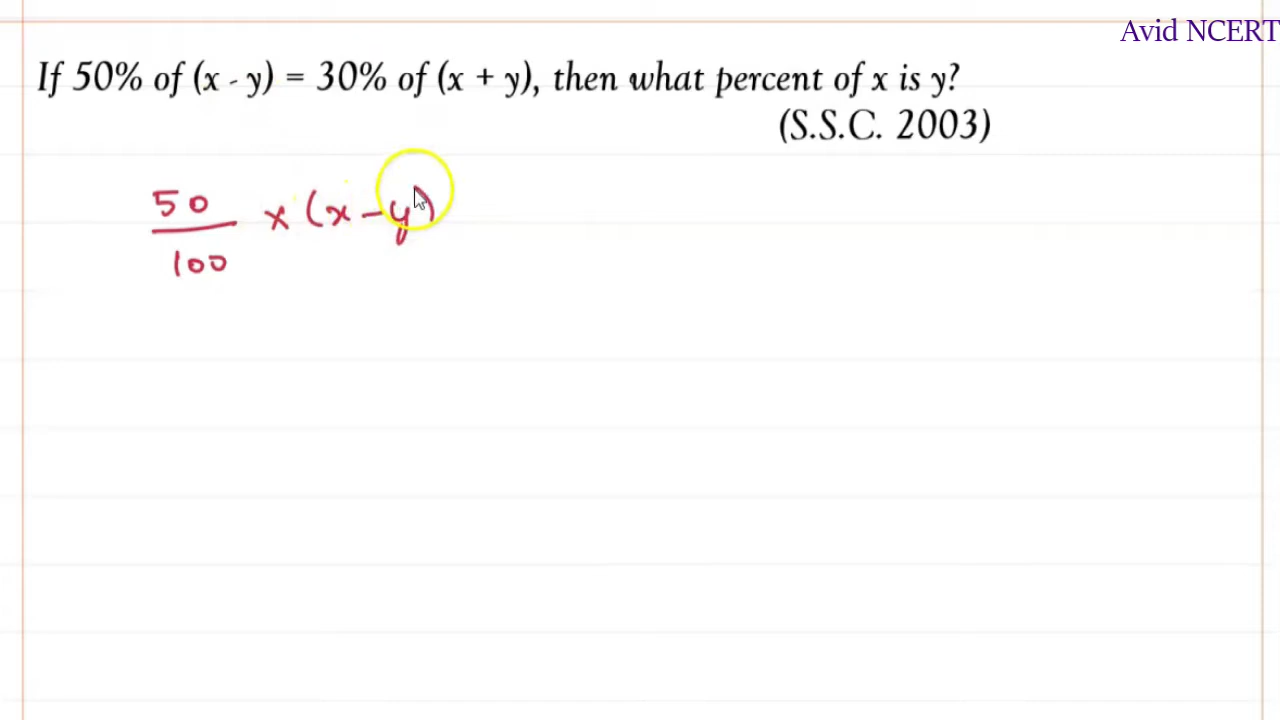 Avid NCERT
If 50% of (x - y) = 30% of (x + y), then what percent of x is y?
(S.S.C. 2003)
50
× (x - y)
100